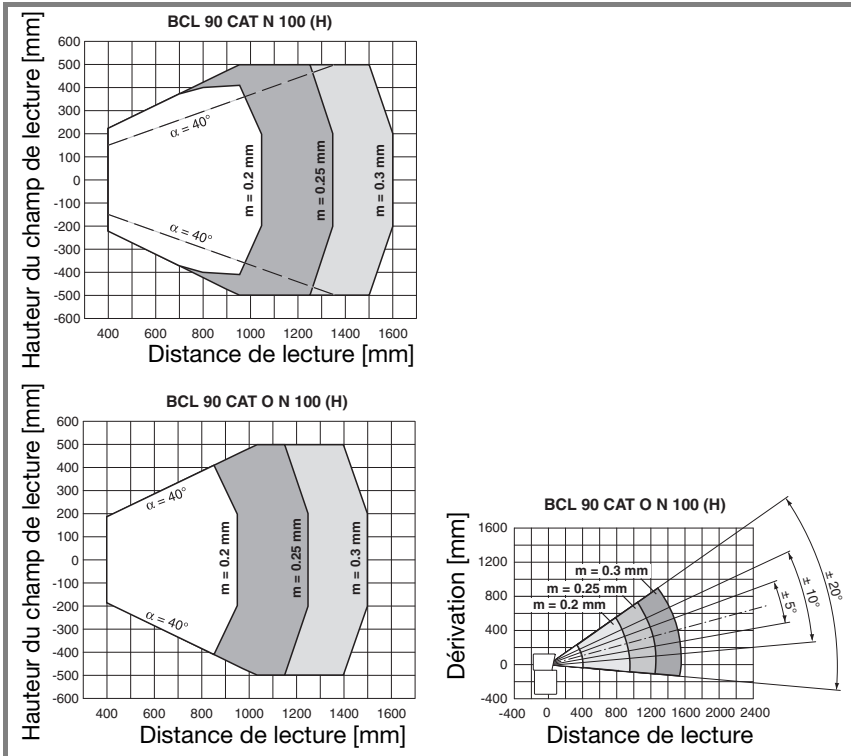 BCL 90 CAT N 100 (H)
Hauteur du champ de lecture [mm]
600
500
400
300
200
100
0
-100
-200
-300
-400
-500
-600
α = 40°
α = 40°
m = 0.2 mm
m = 0.25 mm
m = 0.3 mm
400 600 800 1000 1200 1400 1600
Distance de lecture [mm]
BCL 90 CAT O N 100 (H)
Hauteur du champ de lecture [mm]
600
500
400
300
200
100
0
-100
-200
-300
-400
-500
-600
α = 40°
α = 40°
m = 0.2 mm
m = 0.25 mm
m = 0.3 mm
400 600 800 1000 1200 1400 1600
Distance de lecture [mm]
BCL 90 CAT O N 100 (H)
Dérivation [mm]
1600
1200
800
400
0
-400
m = 0.3 mm
m = 0.25 mm
m = 0.2 mm
± 5°
± 10°
± 20°
-400 0 400 800 1200 1600 2000 2400
Distance de lecture